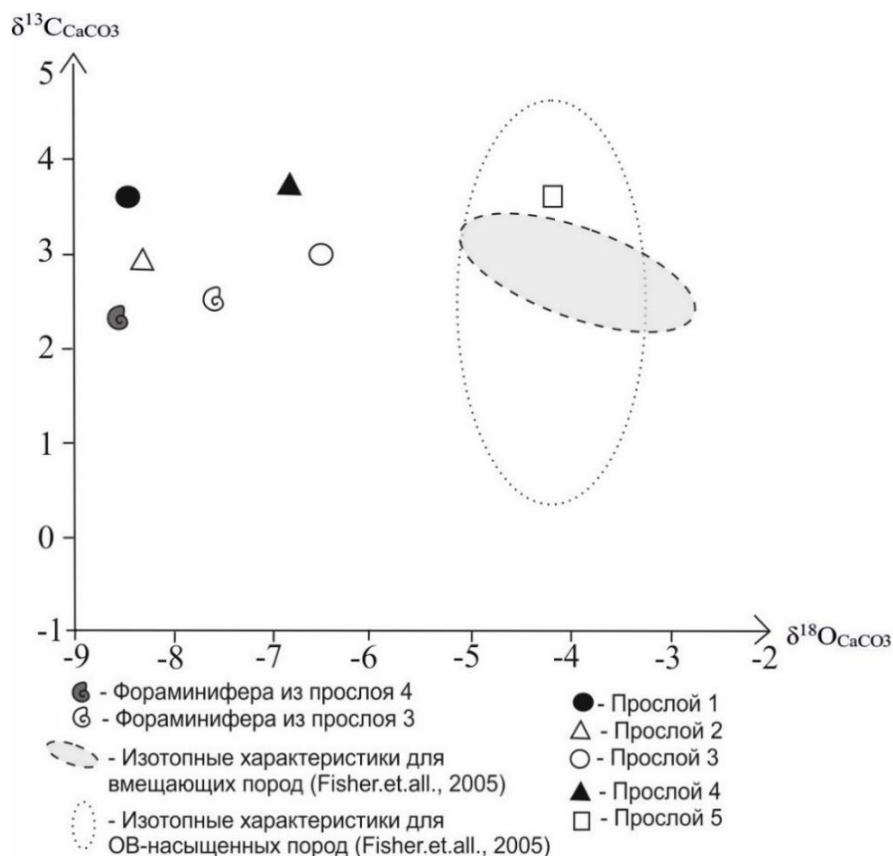 δ¹³CCaCO3
5
4
3
2
1
0
-1
-9 -8 -7 -6 -5 -4 -3 -2
δ¹⁸OCaCO3
- Фораминифера из прослоя 4
- Фораминифера из прослоя 3
- Изотопные характеристики для
вмещающих пород (Fisher.et.all., 2005)
- Изотопные характеристики для
ОВ-насыщенных пород (Fisher.et.all., 2005)
- Прослой 1
- Прослой 2
- Прослой 3
- Прослой 4
- Прослой 5